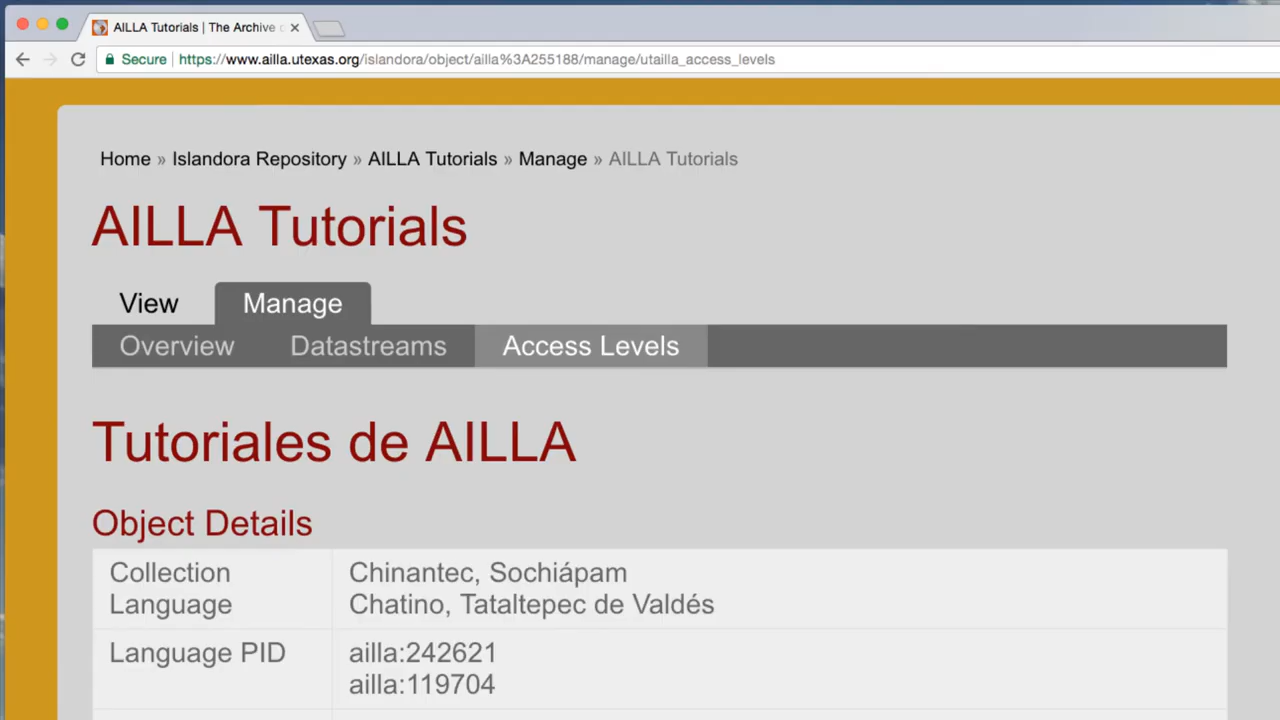 AILLA Tutorials | The Archive
Secure https://www.ailla.utexas.org/islandora/object/ailla%3A255188/manage/utailla_access_levels
Home » Islandora Repository » AILLA Tutorials » Manage » AILLA Tutorials
AILLA Tutorials
View Manage
Overview Datastreams Access Levels
Tutoriales de AILLA
Object Details
Collection Chinantec, Sochiápam
Language Chatino, Tataltepec de Valdés
Language PID ailla:242621
ailla:119704